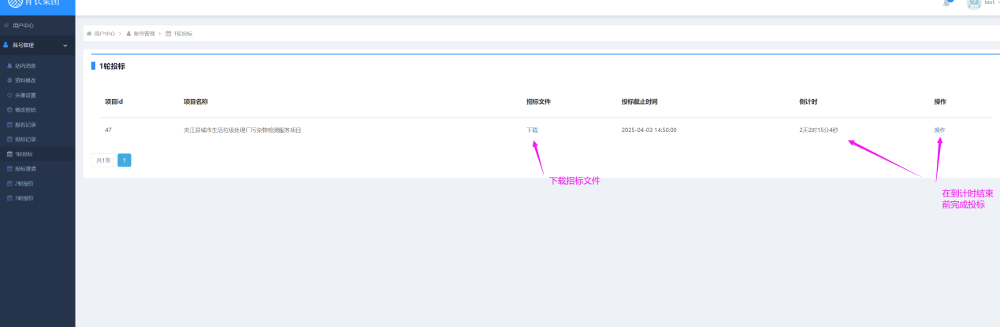 青衣集团
test
用户中心
账号管理
站内消息
资料修改
头像设置
修改密码
报名记录
投标记录
1轮投标
投标澄清
2轮报价
3轮报价
用户中心 > 账号管理 > 1轮投标
1轮投标
项目id 项目名称 招标文件 投标截止时间 倒计时 操作
47 夹江县城市生活垃圾处理厂污染物检测服务项目 下载 2025-04-03 14:50:00 2天2时15分4秒 操作
共1条 1
下载招标文件
在到计时结束
前完成投标